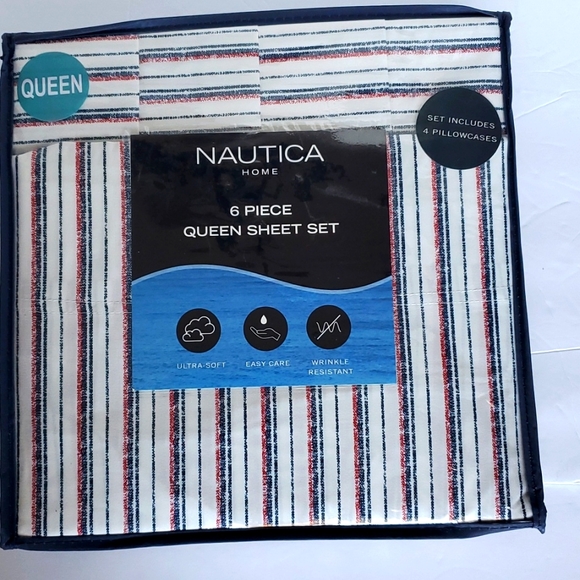 QUEEN
SET INCLUDES
4 PILLOWCASES
NAUTICA
HOME
6 PIECE
QUEEN SHEET SET
ULTRA-SOFT
EASY-CARE
WRINKLE
RESISTANT